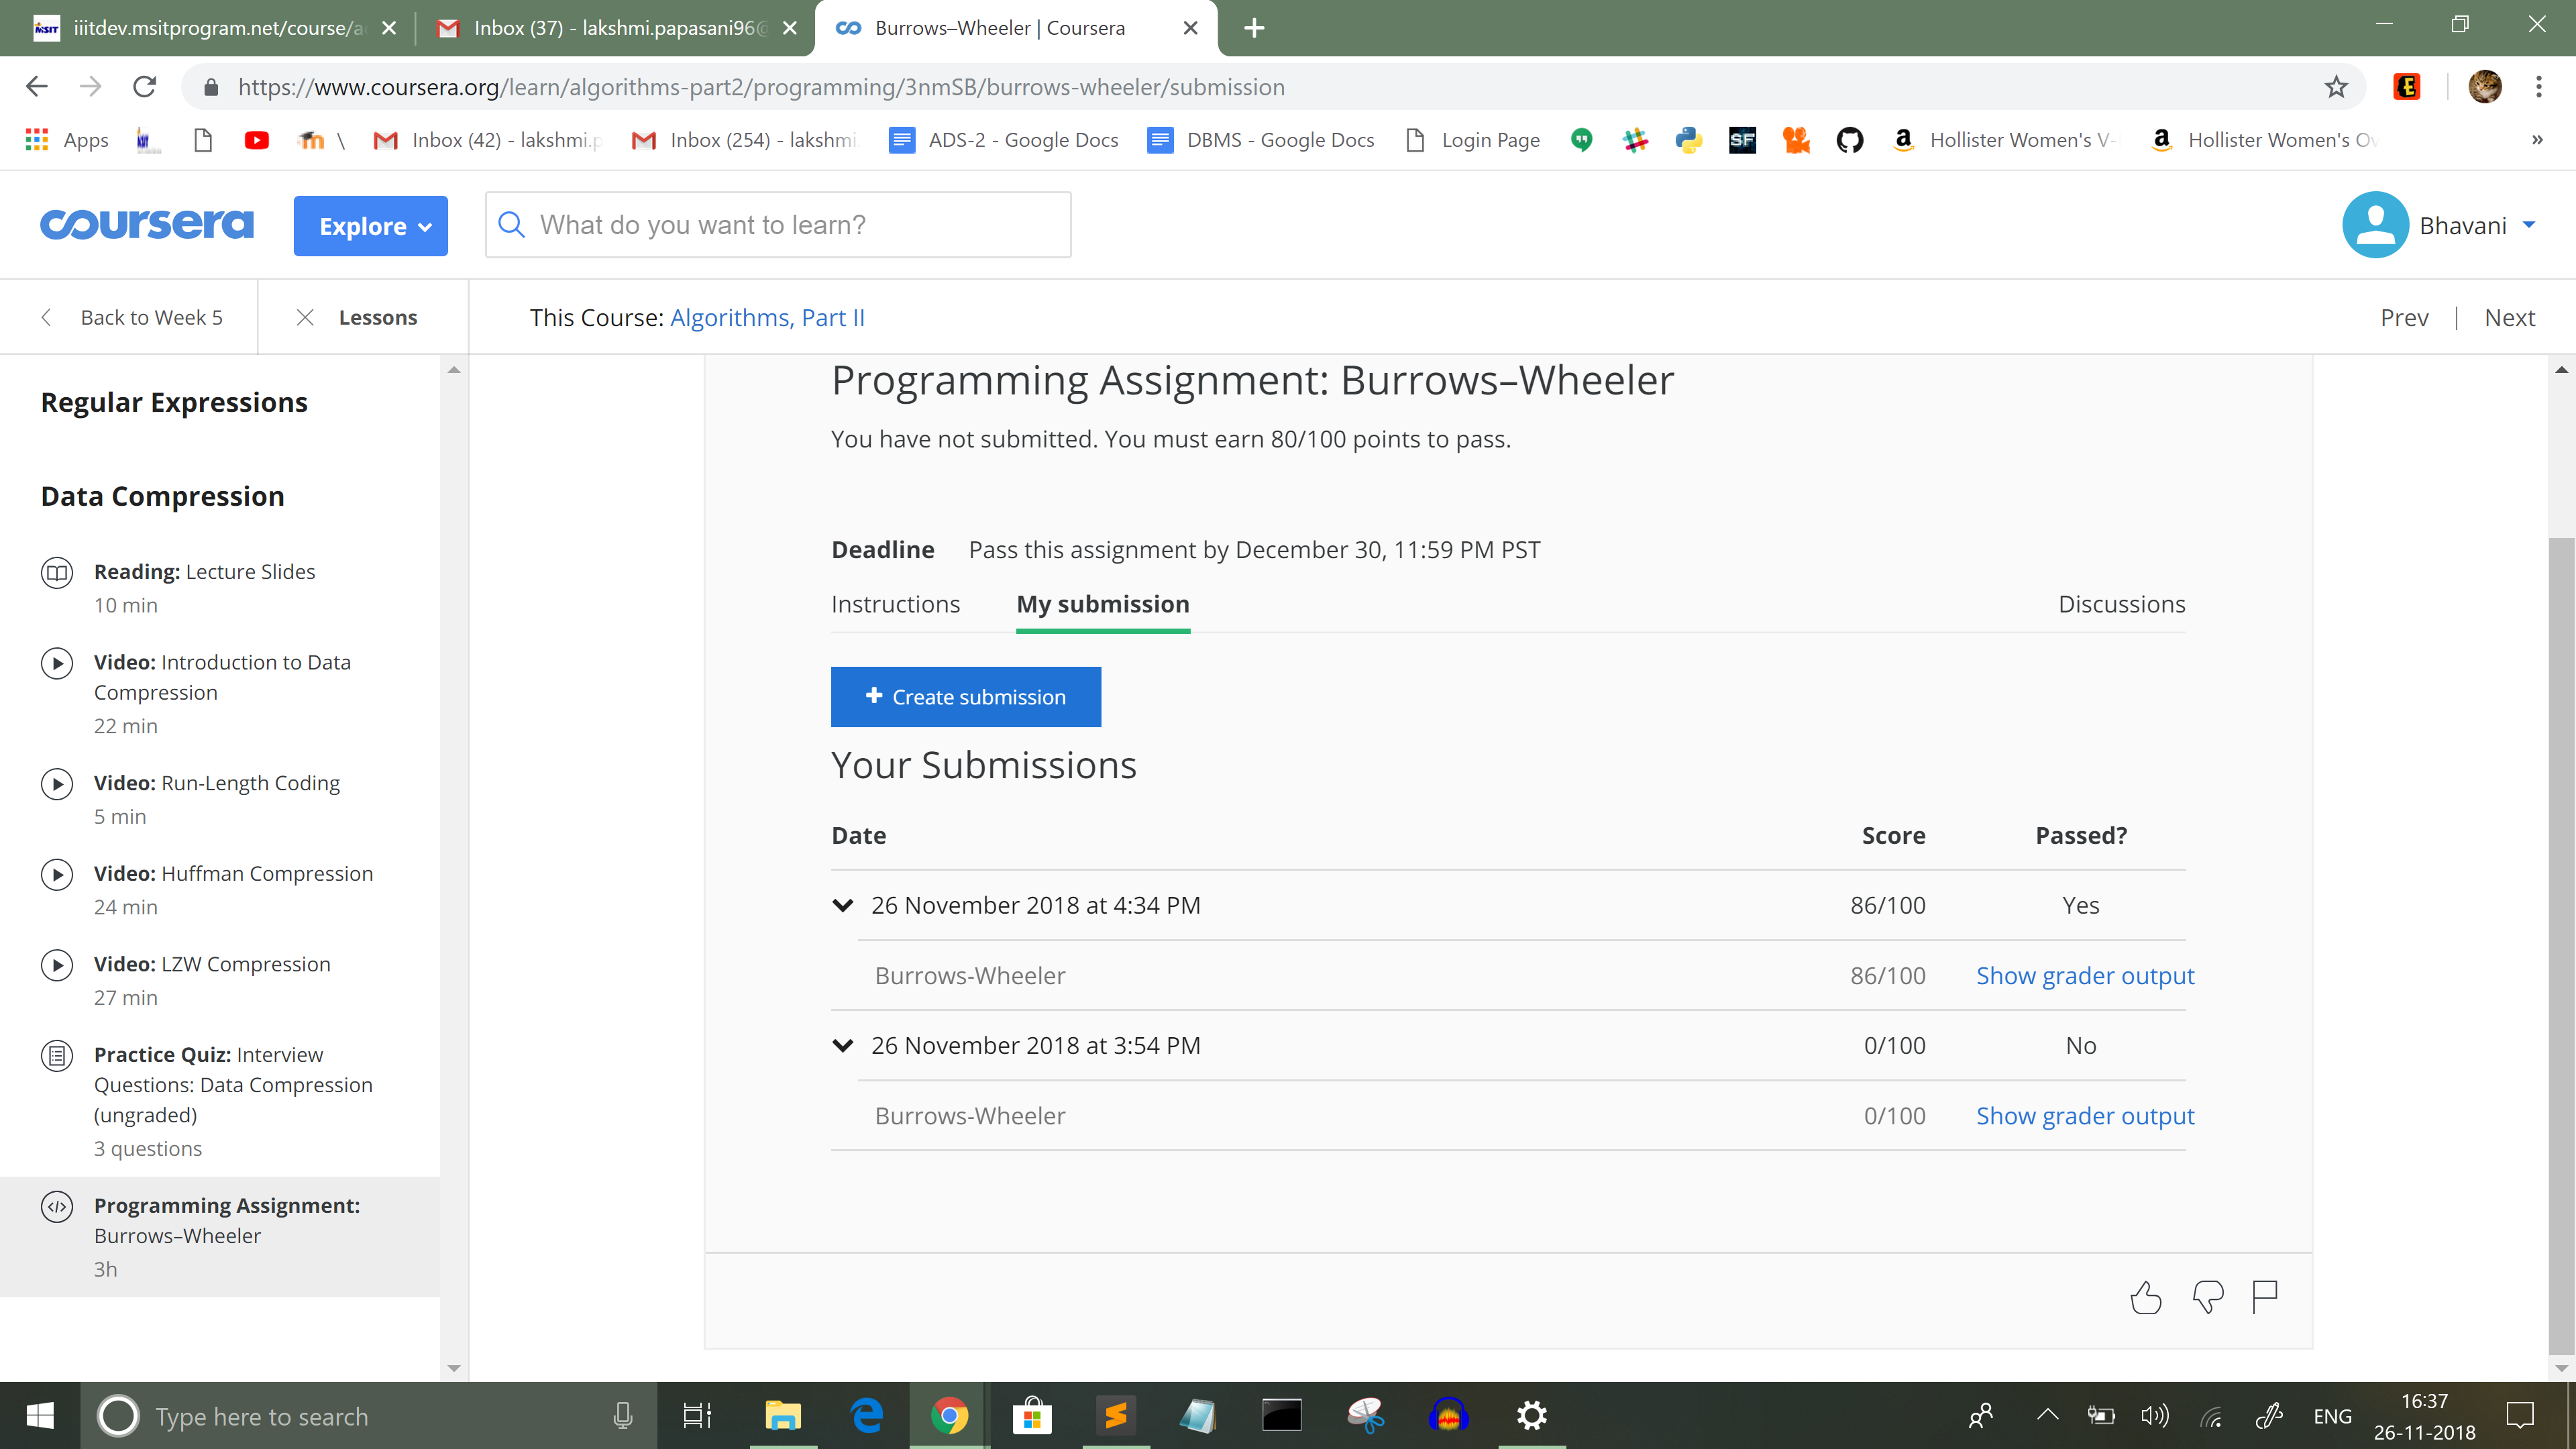 iiitdev.msitprogram.net/course/a
Inbox (37) - lakshmi.papasani96@
Burrows–Wheeler | Coursera
https://www.coursera.org/learn/algorithms-part2/programming/3nmSB/burrows-wheeler/submission
Apps
\
Inbox (42) - lakshmi.p
Inbox (254) - lakshmi.
ADS-2 - Google Docs
DBMS - Google Docs
Login Page
SF
Hollister Women's V-
Hollister Women's Ov
»
coursera
Explore
What do you want to learn?
Bhavani
Back to Week 5
Lessons
This Course: Algorithms, Part II
Prev | Next
Regular Expressions
Data Compression
Reading: Lecture Slides
10 min
Video: Introduction to Data
Compression
22 min
Video: Run-Length Coding
5 min
Video: Huffman Compression
24 min
Video: LZW Compression
27 min
Practice Quiz: Interview
Questions: Data Compression
(ungraded)
3 questions
Programming Assignment:
Burrows–Wheeler
3h
Programming Assignment: Burrows–Wheeler
You have not submitted. You must earn 80/100 points to pass.
Deadline Pass this assignment by December 30, 11:59 PM PST
Instructions
My submission
Discussions
+ Create submission
Your Submissions
Date Score Passed?
26 November 2018 at 4:34 PM 86/100 Yes
Burrows-Wheeler 86/100 Show grader output
26 November 2018 at 3:54 PM 0/100 No
Burrows-Wheeler 0/100 Show grader output
Type here to search
ENG
16:37
26-11-2018